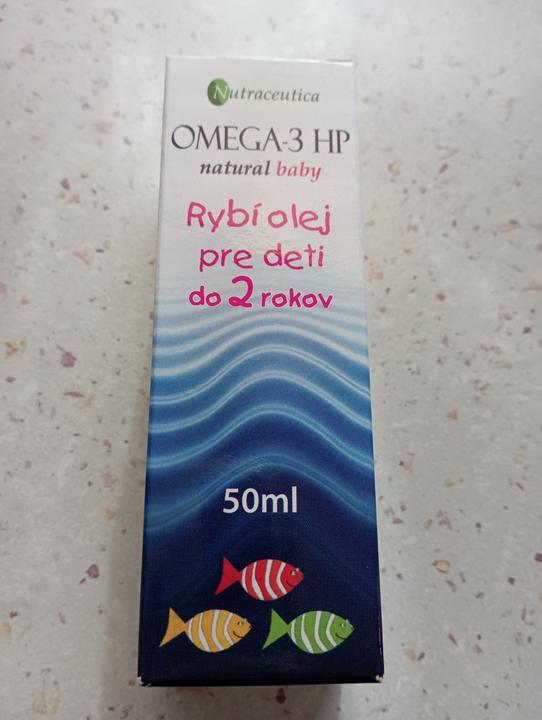 Nutraceutica
OMEGA-3 HP
natural baby
Rybí olej
pre deti
do 2 rokov
50ml